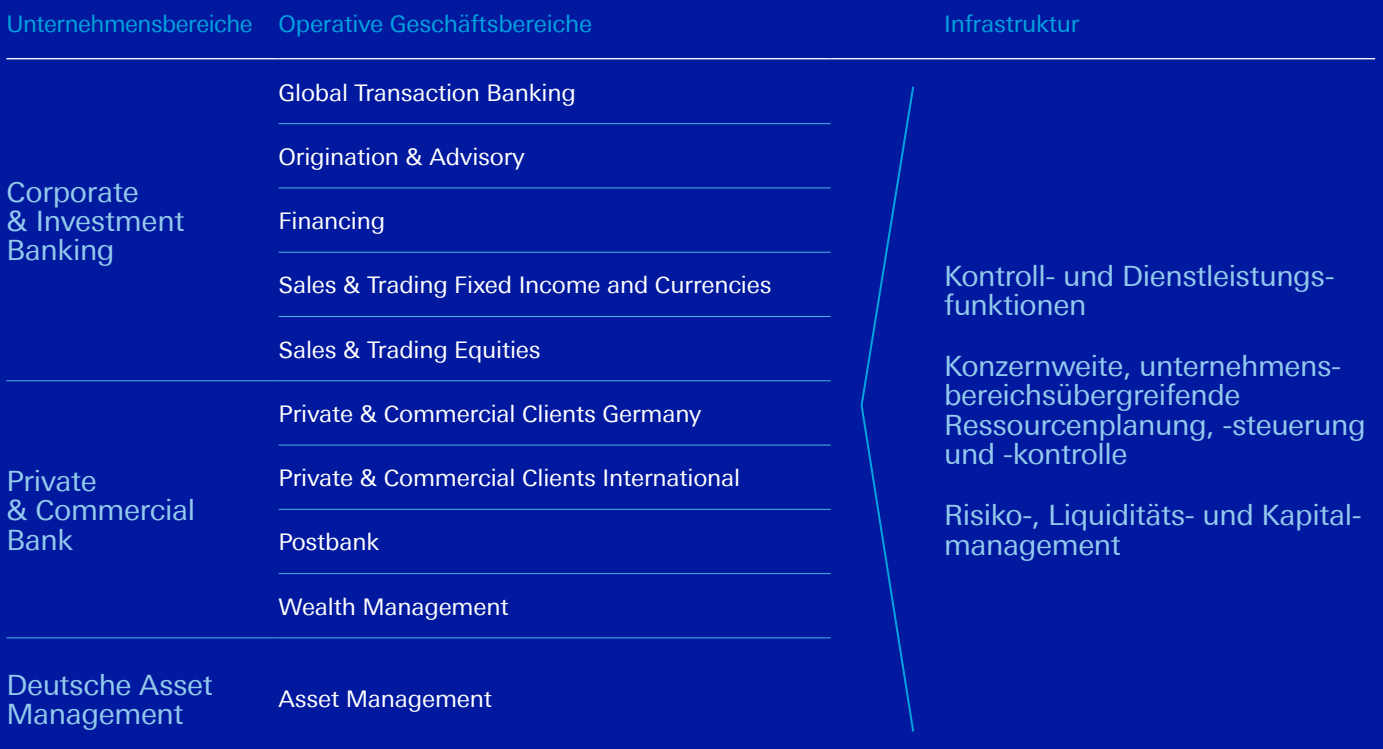 Unternehmensbereiche
Operative Geschäftsbereiche
Infrastruktur
Corporate
& Investment
Banking
Global Transaction Banking
Origination & Advisory
Financing
Sales & Trading Fixed Income and Currencies
Sales & Trading Equities
Private
& Commercial
Bank
Private & Commercial Clients Germany
Private & Commercial Clients International
Postbank
Wealth Management
Deutsche Asset
Management
Asset Management
Kontroll- und Dienstleistungs-
funktionen
Konzernweite, unternehmens-
bereichsübergreifende
Ressourcenplanung, -steuerung
und -kontrolle
Risiko-, Liquiditäts- und Kapital-
management